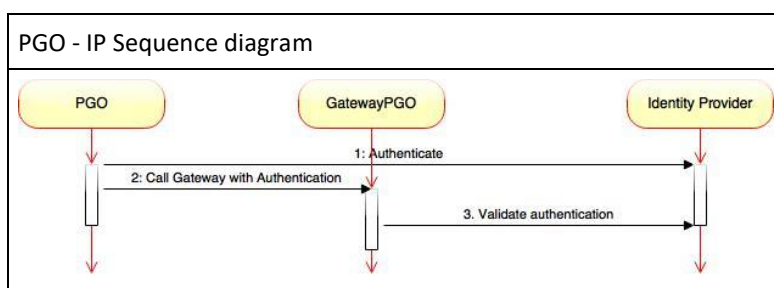 PGO - IP Sequence diagram
PGO
GatewayPGO
Identity Provider
1: Authenticate
2: Call Gateway with Authentication
3. Validate authentication